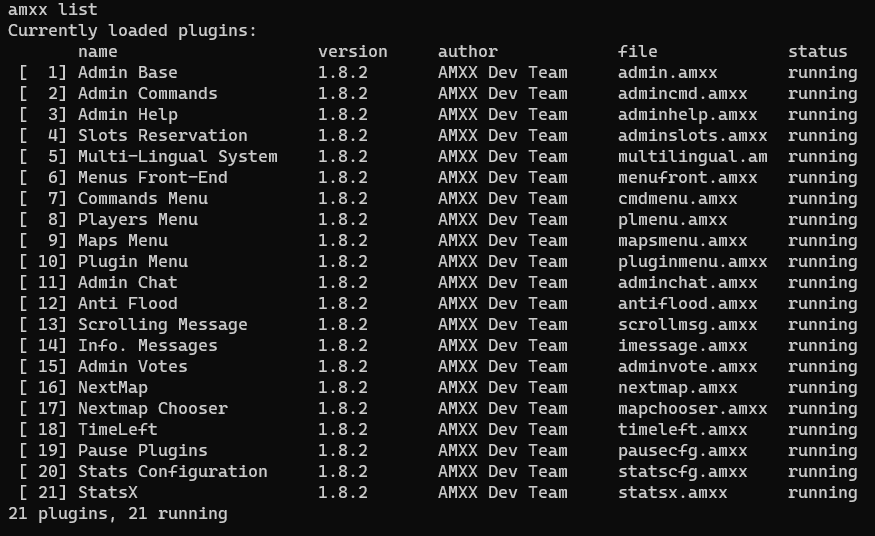 amxx list
Currently loaded plugins:
       name                    version     author            file             status
 [  1] Admin Base              1.8.2       AMXX Dev Team     admin.amxx       running
 [  2] Admin Commands          1.8.2       AMXX Dev Team     admincmd.amxx    running
 [  3] Admin Help              1.8.2       AMXX Dev Team     adminhelp.amxx   running
 [  4] Slots Reservation       1.8.2       AMXX Dev Team     adminslots.amxx  running
 [  5] Multi-Lingual System    1.8.2       AMXX Dev Team     multilingual.am  running
 [  6] Menus Front-End         1.8.2       AMXX Dev Team     menufront.amxx   running
 [  7] Commands Menu           1.8.2       AMXX Dev Team     cmdmenu.amxx     running
 [  8] Players Menu            1.8.2       AMXX Dev Team     plmenu.amxx      running
 [  9] Maps Menu               1.8.2       AMXX Dev Team     mapsmenu.amxx    running
 [ 10] Plugin Menu             1.8.2       AMXX Dev Team     pluginmenu.amxx  running
 [ 11] Admin Chat              1.8.2       AMXX Dev Team     adminchat.amxx   running
 [ 12] Anti Flood              1.8.2       AMXX Dev Team     antiflood.amxx   running
 [ 13] Scrolling Message       1.8.2       AMXX Dev Team     scrollmsg.amxx   running
 [ 14] Info. Messages          1.8.2       AMXX Dev Team     imessage.amxx    running
 [ 15] Admin Votes             1.8.2       AMXX Dev Team     adminvote.amxx   running
 [ 16] NextMap                 1.8.2       AMXX Dev Team     nextmap.amxx     running
 [ 17] Nextmap Chooser         1.8.2       AMXX Dev Team     mapchooser.amxx  running
 [ 18] TimeLeft                1.8.2       AMXX Dev Team     timeleft.amxx    running
 [ 19] Pause Plugins           1.8.2       AMXX Dev Team     pausecfg.amxx    running
 [ 20] Stats Configuration     1.8.2       AMXX Dev Team     statscfg.amxx    running
 [ 21] StatsX                  1.8.2       AMXX Dev Team     statsx.amxx      running
21 plugins, 21 running